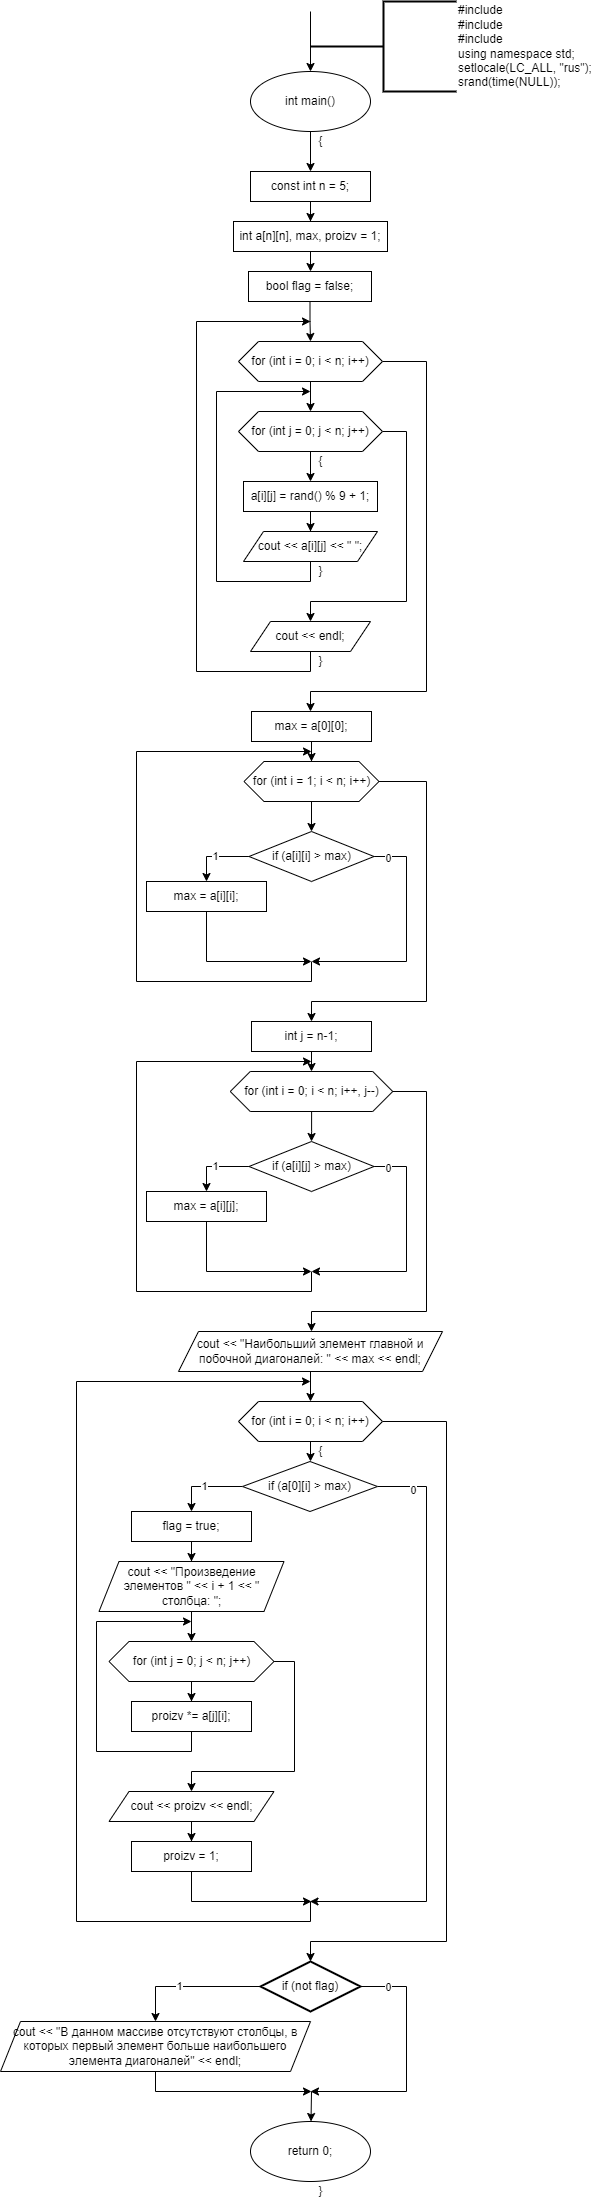 #include
#include
#include
using namespace std;
setlocale(LC_ALL, "rus");
srand(time(NULL));
int main()
{
const int n = 5;
int a[n][n], max, proizv = 1;
bool flag = false;
for (int i = 0; i < n; i++)
for (int j = 0; j < n; j++)
{
a[i][j] = rand() % 9 + 1;
cout << a[i][j] << " ";
}
cout << endl;
}
max = a[0][0];
for (int i = 1; i < n; i++)
if (a[i][i] > max)
1
0
max = a[i][i];
int j = n-1;
for (int i = 0; i < n; i++, j--)
if (a[i][j] > max)
1
0
max = a[i][j];
cout << "Наибольший элемент главной и
побочной диагоналей: " << max << endl;
for (int i = 0; i < n; i++)
{
if (a[0][i] > max)
1
0
flag = true;
cout << "Произведение
элементов " << i + 1 << "
столбца: ";
for (int j = 0; j < n; j++)
proizv *= a[j][i];
cout << proizv << endl;
proizv = 1;
if (not flag)
1
0
cout << "В данном массиве отсутствуют столбцы, в
которых первый элемент больше наибольшего
элемента диагоналей" << endl;
return 0;
}